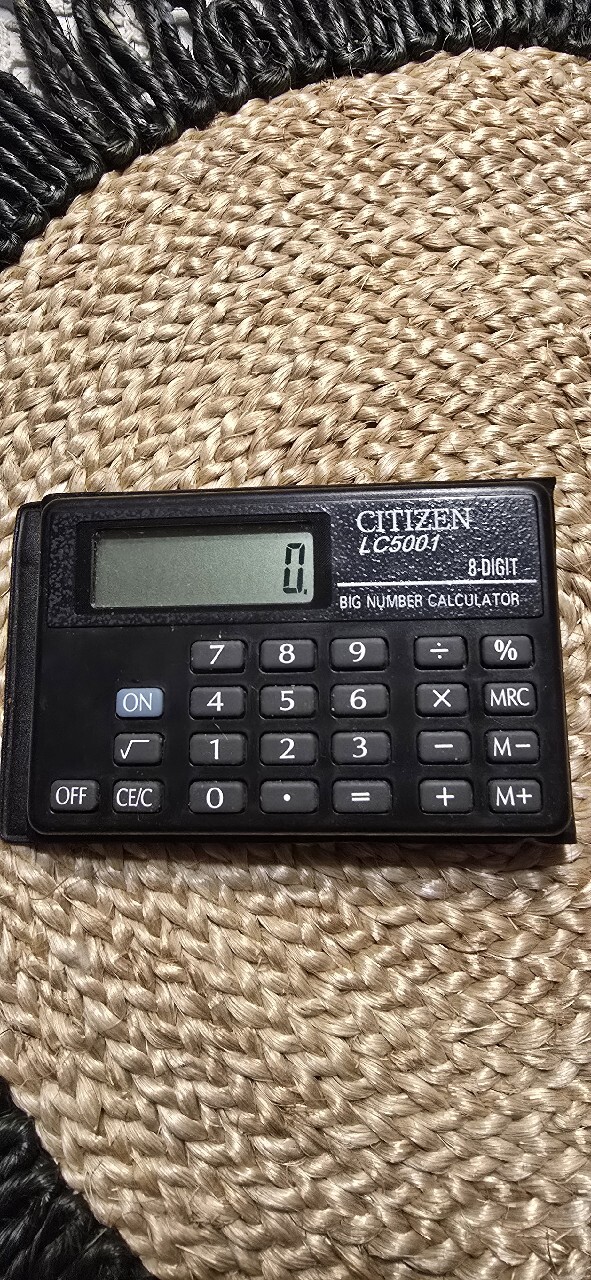 CITIZEN
LC5001
8-DIGIT
BIG NUMBER CALCULATOR
0.
7 8 9 ÷ %
ON 4 5 6 × MRC
√ 1 2 3 − M−
OFF CE/C 0 · = + M+